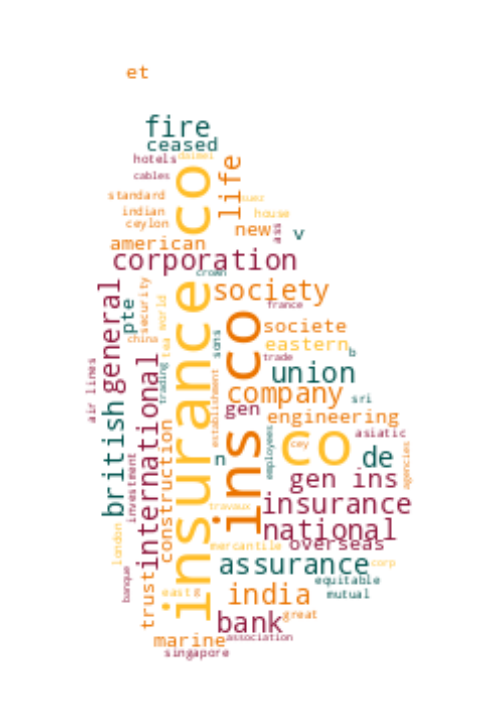 et
fire
ceased
hotels
daimei
cables
life
co
standard
suez
indian
house
ceylon
new
ass
v
american
corporation
crown
security
society
general
pte
tea
world
france
insurance
ins co
societe
china
sons
eastern
trade
b
air lines
international
trading
establishment
union
company
sri
british
gen
engineering
construction
employees
cey
co
asiatic
investment
n
de
agencies
gen ins
insurance
travaux
london
national
mercantile
overseas
assurance
corp
banque
trust
equitable
east
g
india
mutual
bank
great
marine
association
singapore